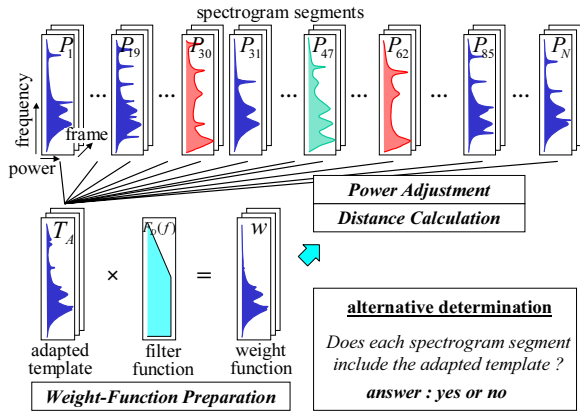 spectrogram segments
P1 P19 P30 P31 P47 P62 P85 PN
... ... ... ... ... ...
frequency
frame
power
Power Adjustment
Distance Calculation
TA × FD(f) = w
adapted template
filter function
weight function
Weight-Function Preparation
alternative determination
Does each spectrogram segment
include the adapted template ?
answer : yes or no